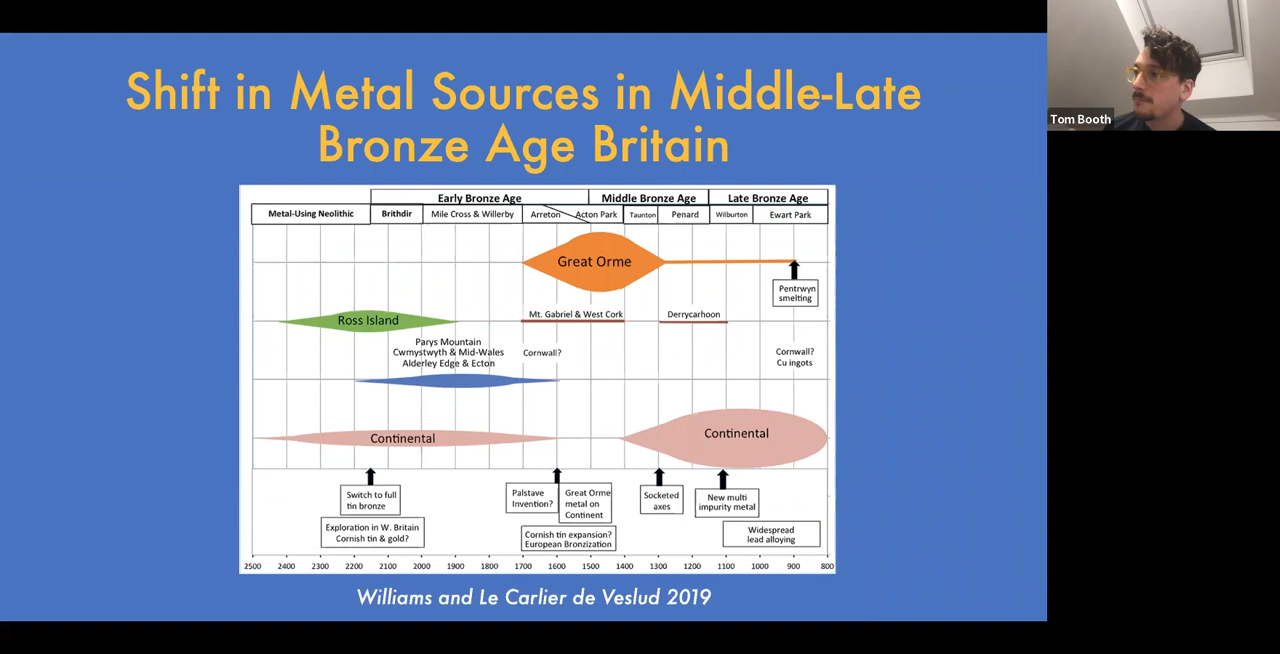 Shift in Metal Sources in Middle-Late
Bronze Age Britain
Tom Booth
Early Bronze Age
Middle Bronze Age
Late Bronze Age
Metal-Using Neolithic
Brithdir
Mile Cross & Willerby
Arreton
Acton Park
Taunton
Penard
Wilburton
Ewart Park
Great Orme
Pentrwyn
smelting
Ross Island
Mt. Gabriel & West Cork
Derrycarhoon
Parys Mountain
Cwmystwyth & Mid-Wales
Alderley Edge & Ecton
Cornwall?
Cornwall?
Cu ingots
Continental
Continental
Switch to full
tin bronze
Palstave
Invention?
Great Orme
metal on
Continent
Socketed
axes
New multi
impurity metal
Exploration in W. Britain
Cornish tin & gold?
Cornish tin expansion?
European Bronzization
Widespread
lead alloying
2500 2400 2300 2200 2100 2000 1900 1800 1700 1600 1500 1400 1300 1200 1100 1000 900 800
Williams and Le Carlier de Veslud 2019